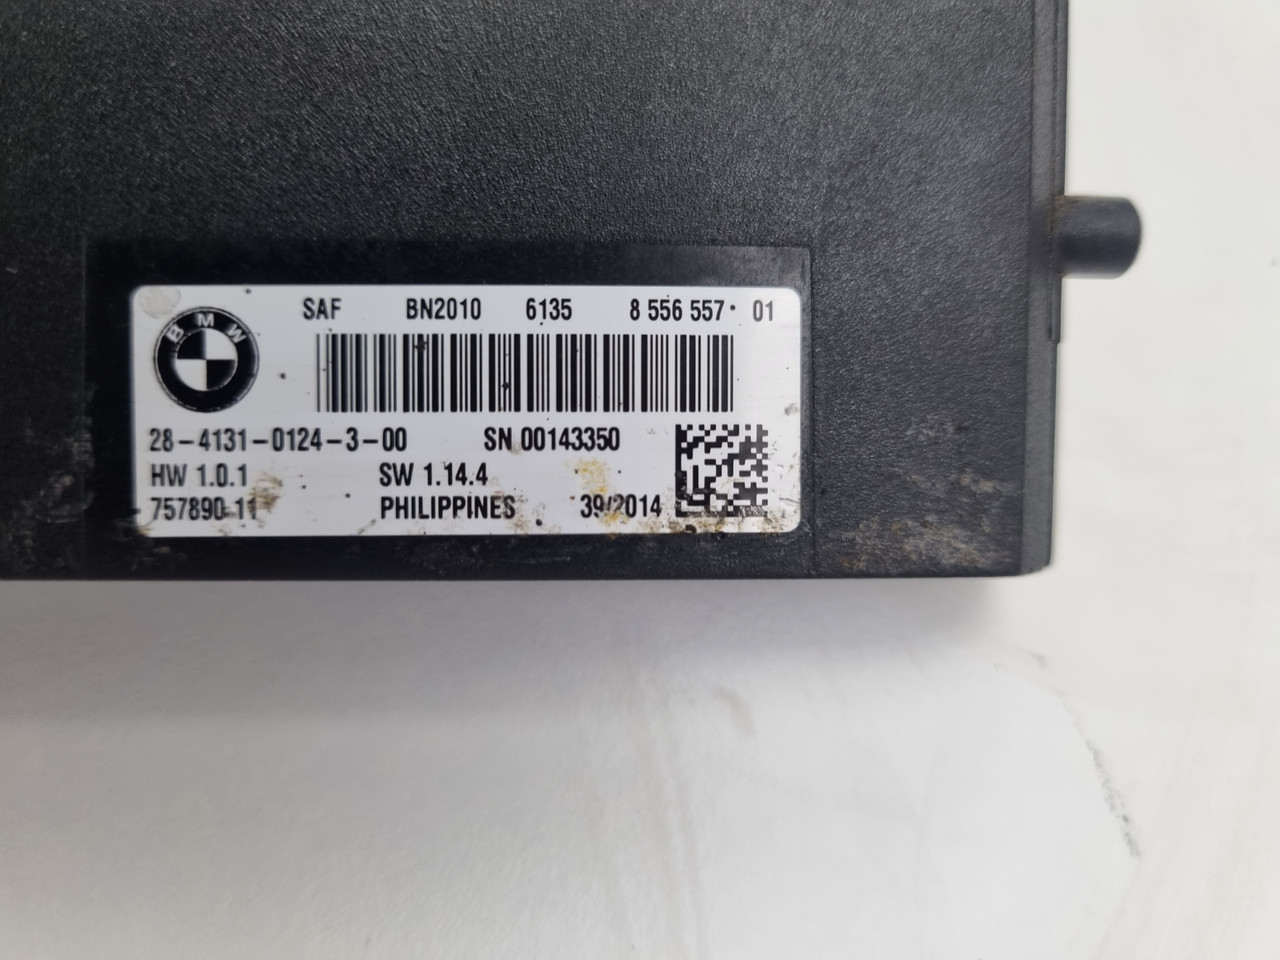 SAF BN2010 6135 8 556 557 01
BMW
28-4131-0124-3-00 SN 00143350
HW 1.0.1 SW 1.14.4
757890-11 PHILIPPINES 39/2014